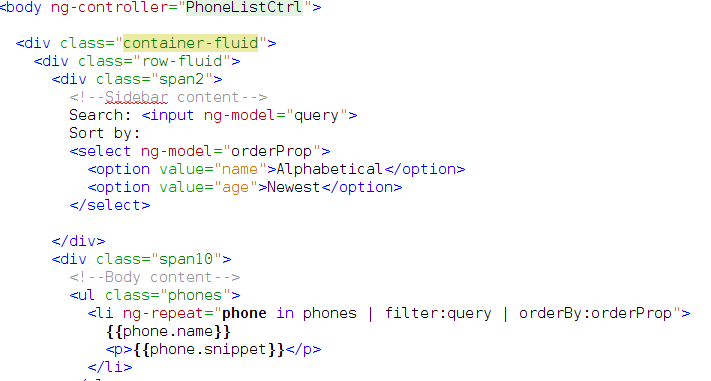 <body ng-controller="PhoneListCtrl">
<div class="container-fluid">
<div class="row-fluid">
<div class="span2">
<!--Sidebar content-->
Search: <input ng-model="query">
Sort by:
<select ng-model="orderProp">
<option value="name">Alphabetical</option>
<option value="age">Newest</option>
</select>
</div>
<div class="span10">
<!--Body content-->
<ul class="phones">
<li ng-repeat="phone in phones | filter:query | orderBy:orderProp">
{{phone.name}}
<p>{{phone.snippet}}</p>
</li>